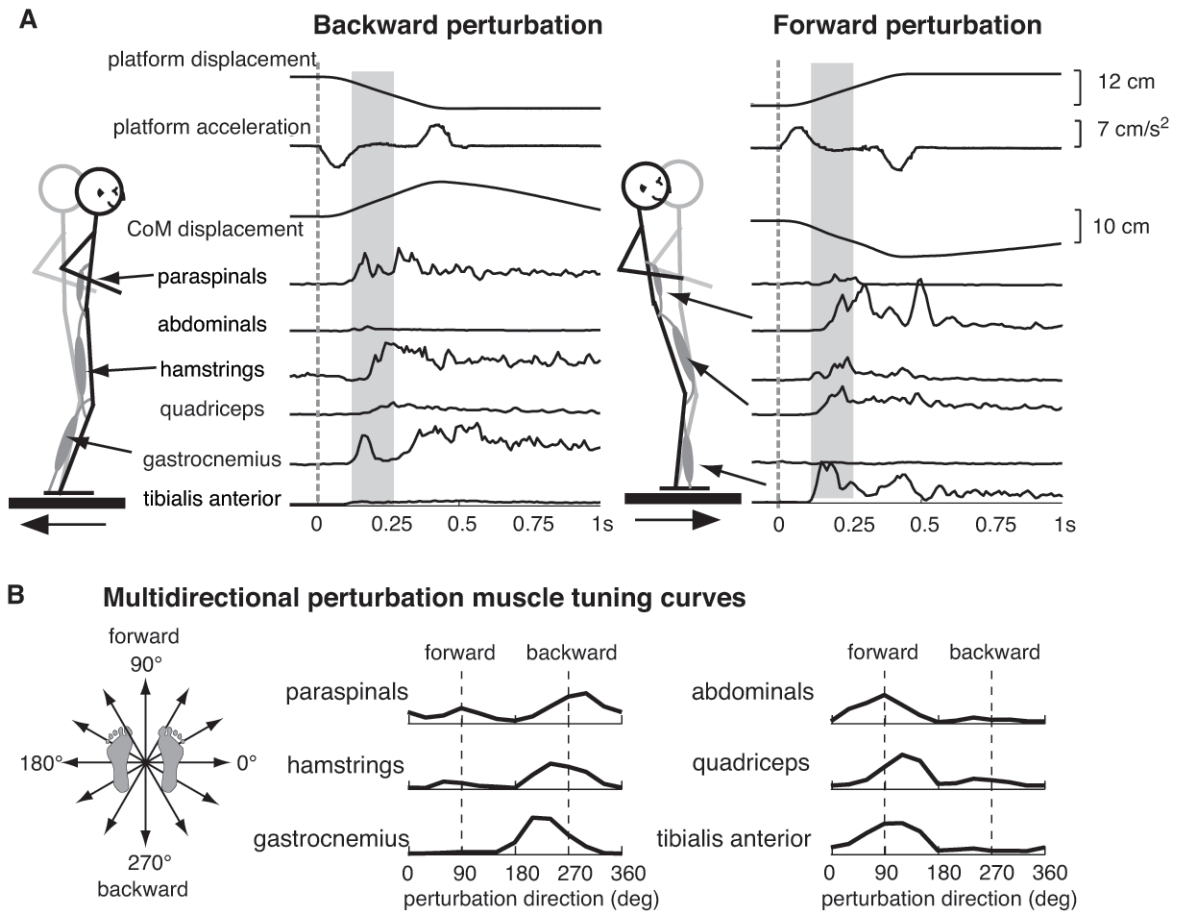 A
Backward perturbation
Forward perturbation
platform displacement
12 cm
platform acceleration
7 cm/s²
CoM displacement
10 cm
paraspinals
abdominals
hamstrings
quadriceps
gastrocnemius
tibialis anterior
0 0.25 0.5 0.75 1s
0 0.25 0.5 0.75 1s
B
Multidirectional perturbation muscle tuning curves
forward
90°
180°
0°
270°
backward
forward backward
paraspinals
hamstrings
gastrocnemius
0 90 180 270 360
perturbation direction (deg)
forward backward
abdominals
quadriceps
tibialis anterior
0 90 180 270 360
perturbation direction (deg)